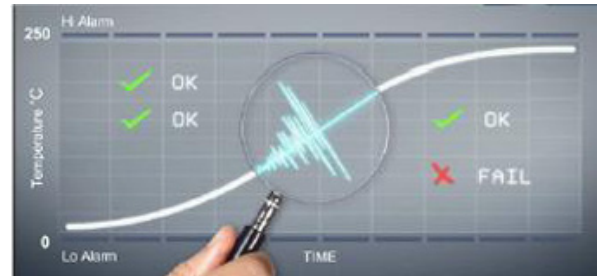 Hi Alarm
250
OK
OK
OK
FAIL
Temperature °C
0
Lo Alarm
TIME